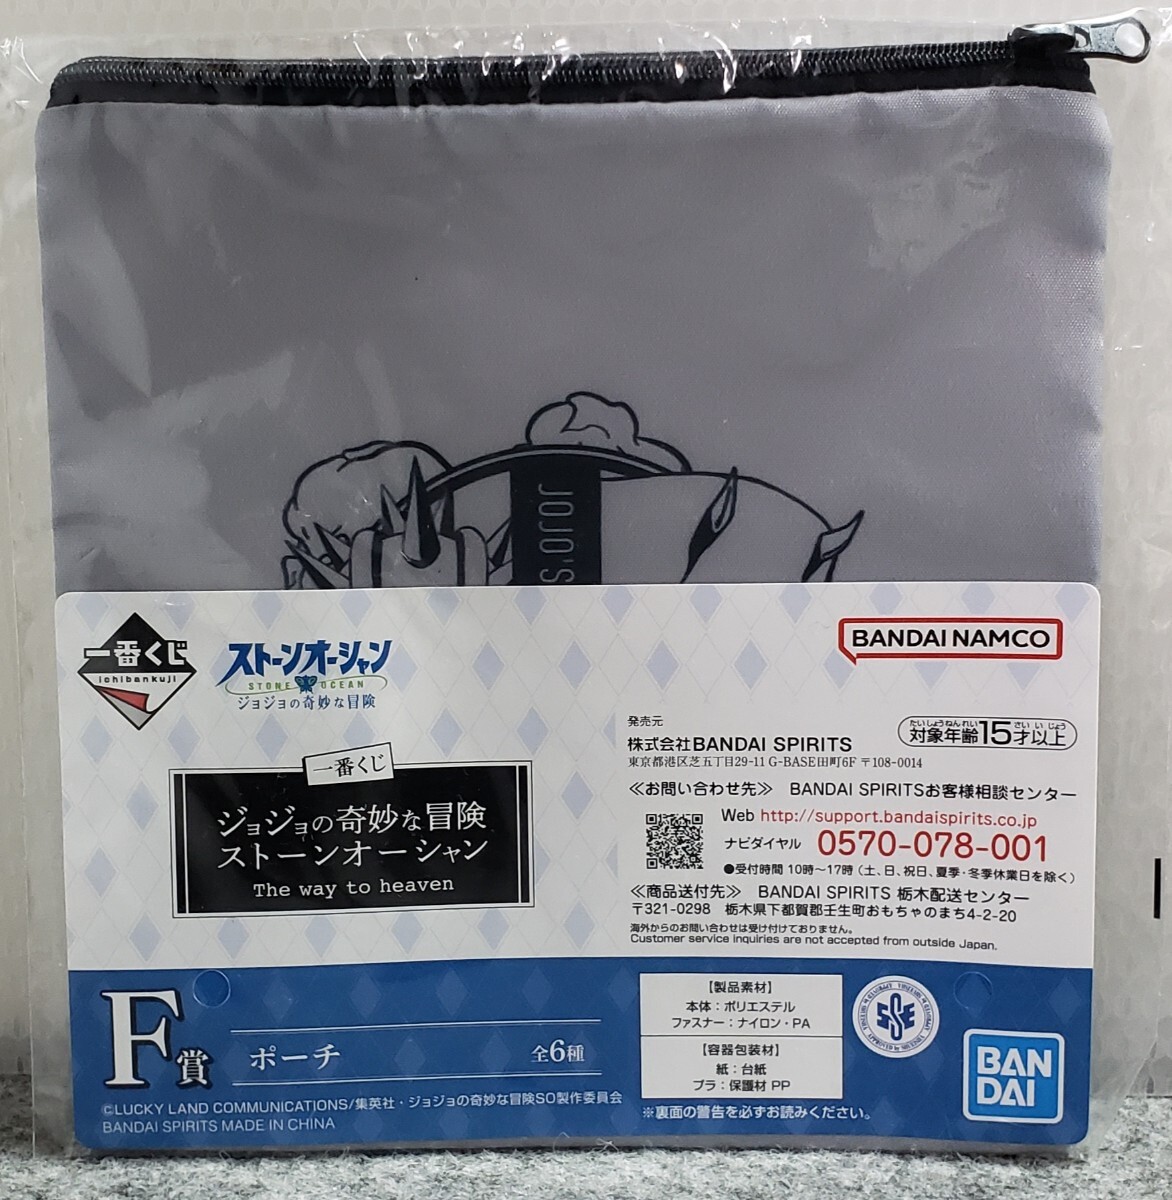 JOJO'S
一番くじ
ichibankuji
ストーンオーシャン
STONE OCEAN
ジョジョの奇妙な冒険
BANDAI NAMCO
一番くじ
ジョジョの奇妙な冒険
ストーンオーシャン
The way to heaven
発売元
株式会社BANDAI SPIRITS
東京都港区芝五丁目29-11 G-BASE田町6F 〒108-0014
たいしょうねんれい さい いじょう
対象年齢15才以上
≪お問い合わせ先≫ BANDAI SPIRITSお客様相談センター
Web http://support.bandaispirits.co.jp
ナビダイヤル 0570-078-001
●受付時間 10時~17時(土、日、祝日、夏季・冬季休業日を除く)
≪商品送付先≫ BANDAI SPIRITS 栃木配送センター
〒321-0298 栃木県下都賀郡壬生町おもちゃのまち4-2-20
海外からのお問い合わせは受け付けておりません。
Customer service inquiries are not accepted from outside Japan.
F賞
ポーチ
全6種
©LUCKY LAND COMMUNICATIONS/集英社・ジョジョの奇妙な冒険SO製作委員会
BANDAI SPIRITS MADE IN CHINA
【製品素材】
本体:ポリエステル
ファスナー:ナイロン・PA
【容器包装材】
紙:台紙
プラ:保護材 PP
※裏面の警告を必ずお読みください。
BAN
DAI